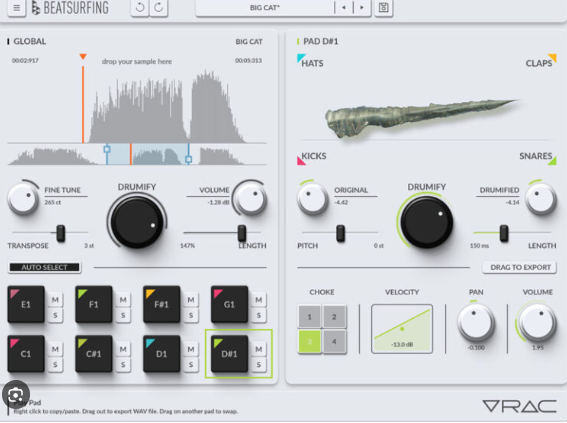 BEATSURFING
BIG CAT*
GLOBAL
BIG CAT
00:02:917
drop your sample here
00:05:313
FINE TUNE
265 ct
DRUMIFY
VOLUME
-1.28 dB
TRANSPOSE
3 st
147%
LENGTH
AUTO SELECT
E1
M
S
F1
M
S
F#1
M
S
G1
M
S
C1
M
S
C#1
M
S
D1
M
S
D#1
M
S
Pad
Right click to copy/paste. Drag out to export WAV file. Drag on another pad to swap.
PAD D#1
HATS
CLAPS
KICKS
SNARES
ORIGINAL
-4.42
DRUMIFY
DRUMIFIED
-4.14
PITCH
0 st
150 ms
LENGTH
DRAG TO EXPORT
CHOKE
1
2
3
4
VELOCITY
-13.0 dB
PAN
-0.100
VOLUME
1.95
VRAC